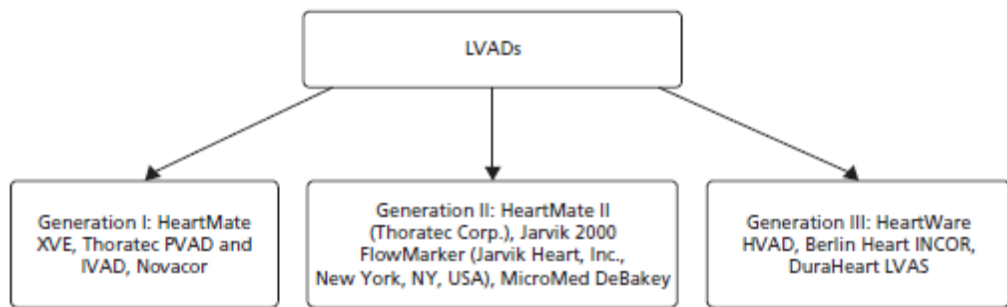 LVADs
Generation I: HeartMate
XVE, Thoratec PVAD and
IVAD, Novacor
Generation II: HeartMate II
(Thoratec Corp.), Jarvik 2000
FlowMarker (Jarvik Heart, Inc.,
New York, NY, USA), MicroMed DeBakey
Generation III: HeartWare
HVAD, Berlin Heart INCOR,
DuraHeart LVAS